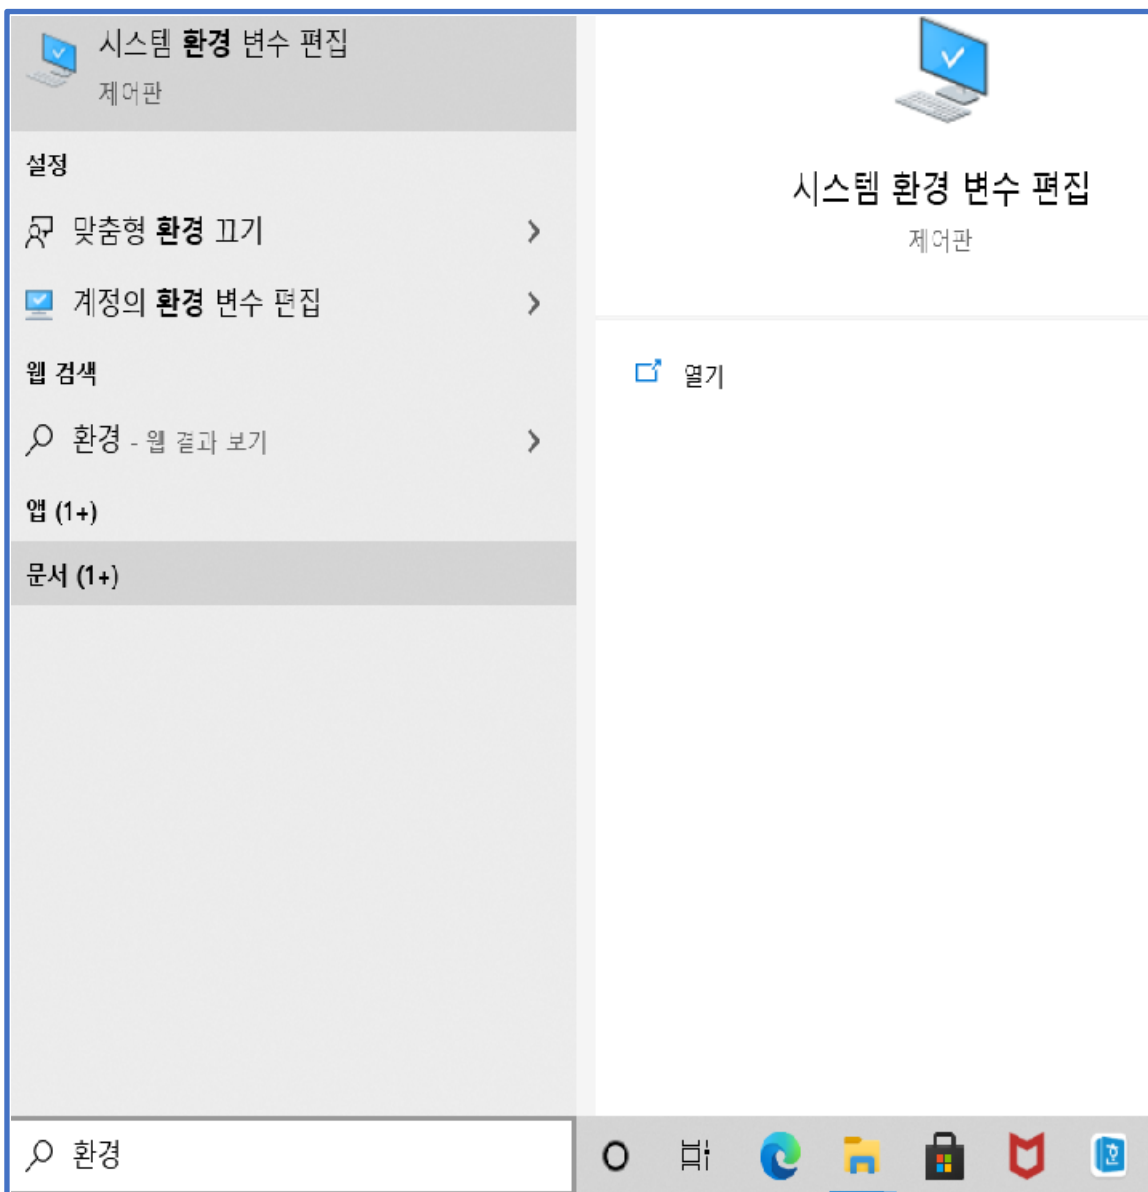 시스템 환경 변수 편집
제어판
설정
맞춤형 환경 끄기
계정의 환경 변수 편집
웹 검색
환경 - 웹 결과 보기
앱 (1+)
문서 (1+)
환경
시스템 환경 변수 편집
제어판
열기